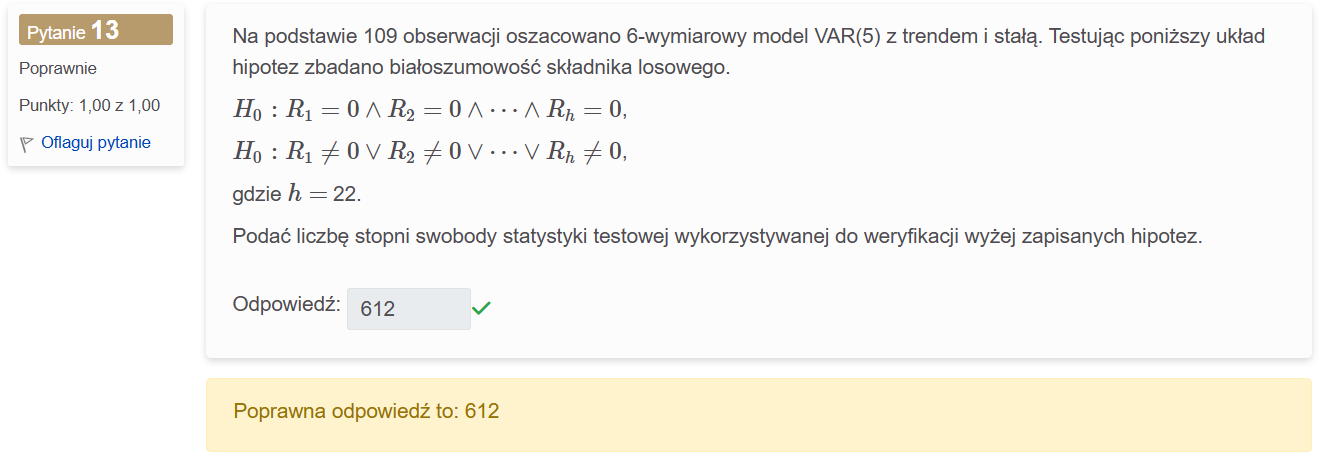 Pytanie 13
Poprawnie
Punkty: 1,00 z 1,00
Oflaguj pytanie
Na podstawie 109 obserwacji oszacowano 6-wymiarowy model VAR(5) z trendem i stałą. Testując poniższy układ
hipotez zbadano białoszumowość składnika losowego.
H₀ : R₁ = 0 ∧ R₂ = 0 ∧ ⋯ ∧ Rₕ = 0,
H₀ : R₁ ≠ 0 ∨ R₂ ≠ 0 ∨ ⋯ ∨ Rₕ ≠ 0,
gdzie h = 22.
Podać liczbę stopni swobody statystyki testowej wykorzystywanej do weryfikacji wyżej zapisanych hipotez.
Odpowiedź: 612
Poprawna odpowiedź to: 612